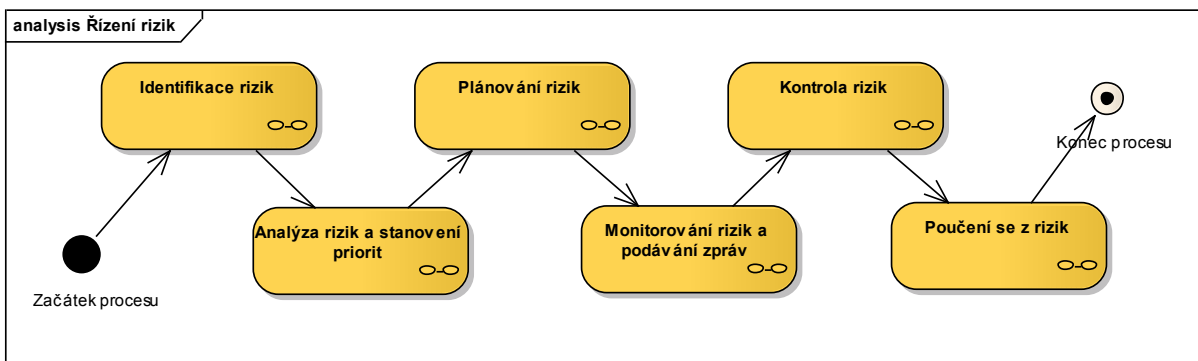 analysis Řízení rizik
Identifikace rizik
Plánování rizik
Kontrola rizik
Konec procesu
Analýza rizik a stanovení
priorit
Monitorování rizik a
podávání zpráv
Poučení se z rizik
Začátek procesu